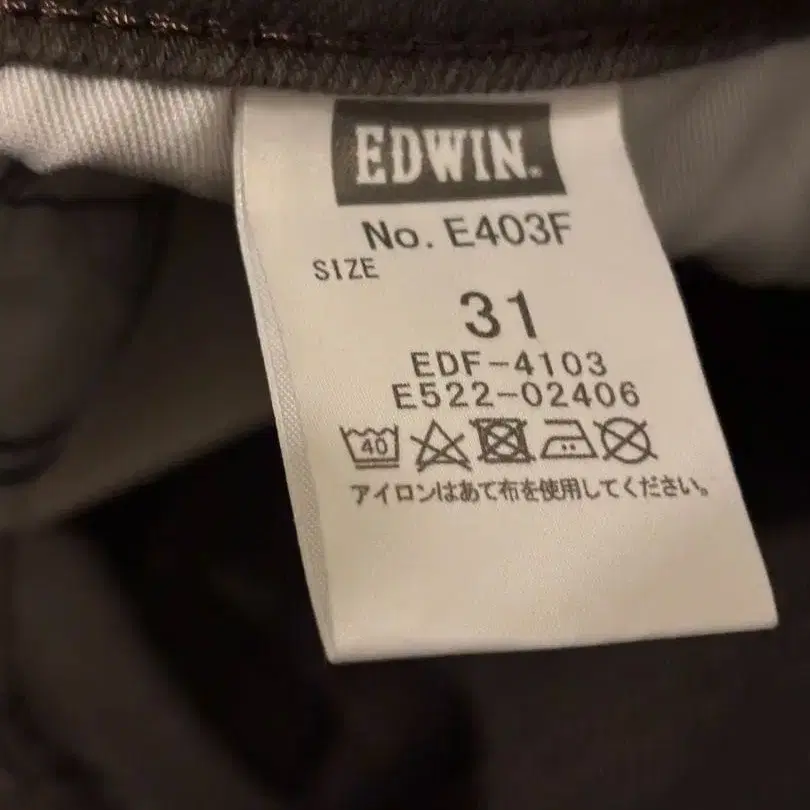 EDWIN.
No. E403F
SIZE
31
EDF-4103
E522-02406
40
アイロンはあて布を使用してください。